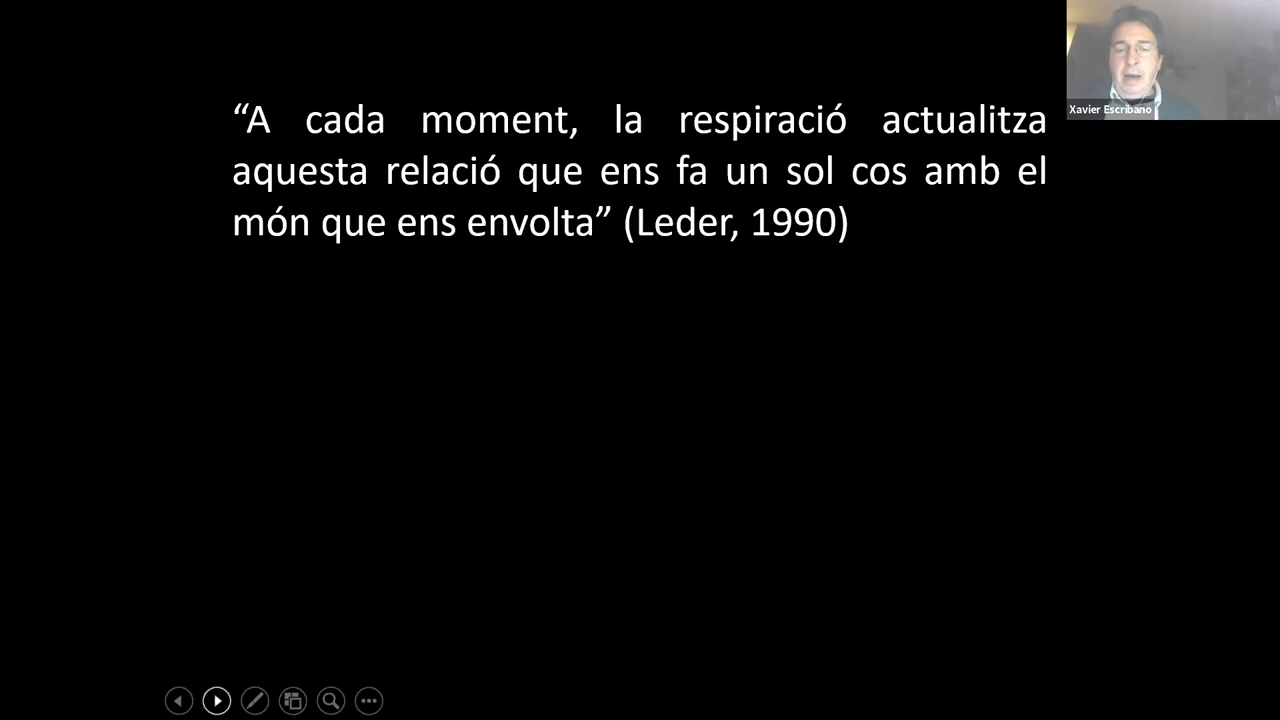 “A cada moment, la respiració actualitza
aquesta relació que ens fa un sol cos amb el
món que ens envolta” (Leder, 1990)
Xavier Escribano